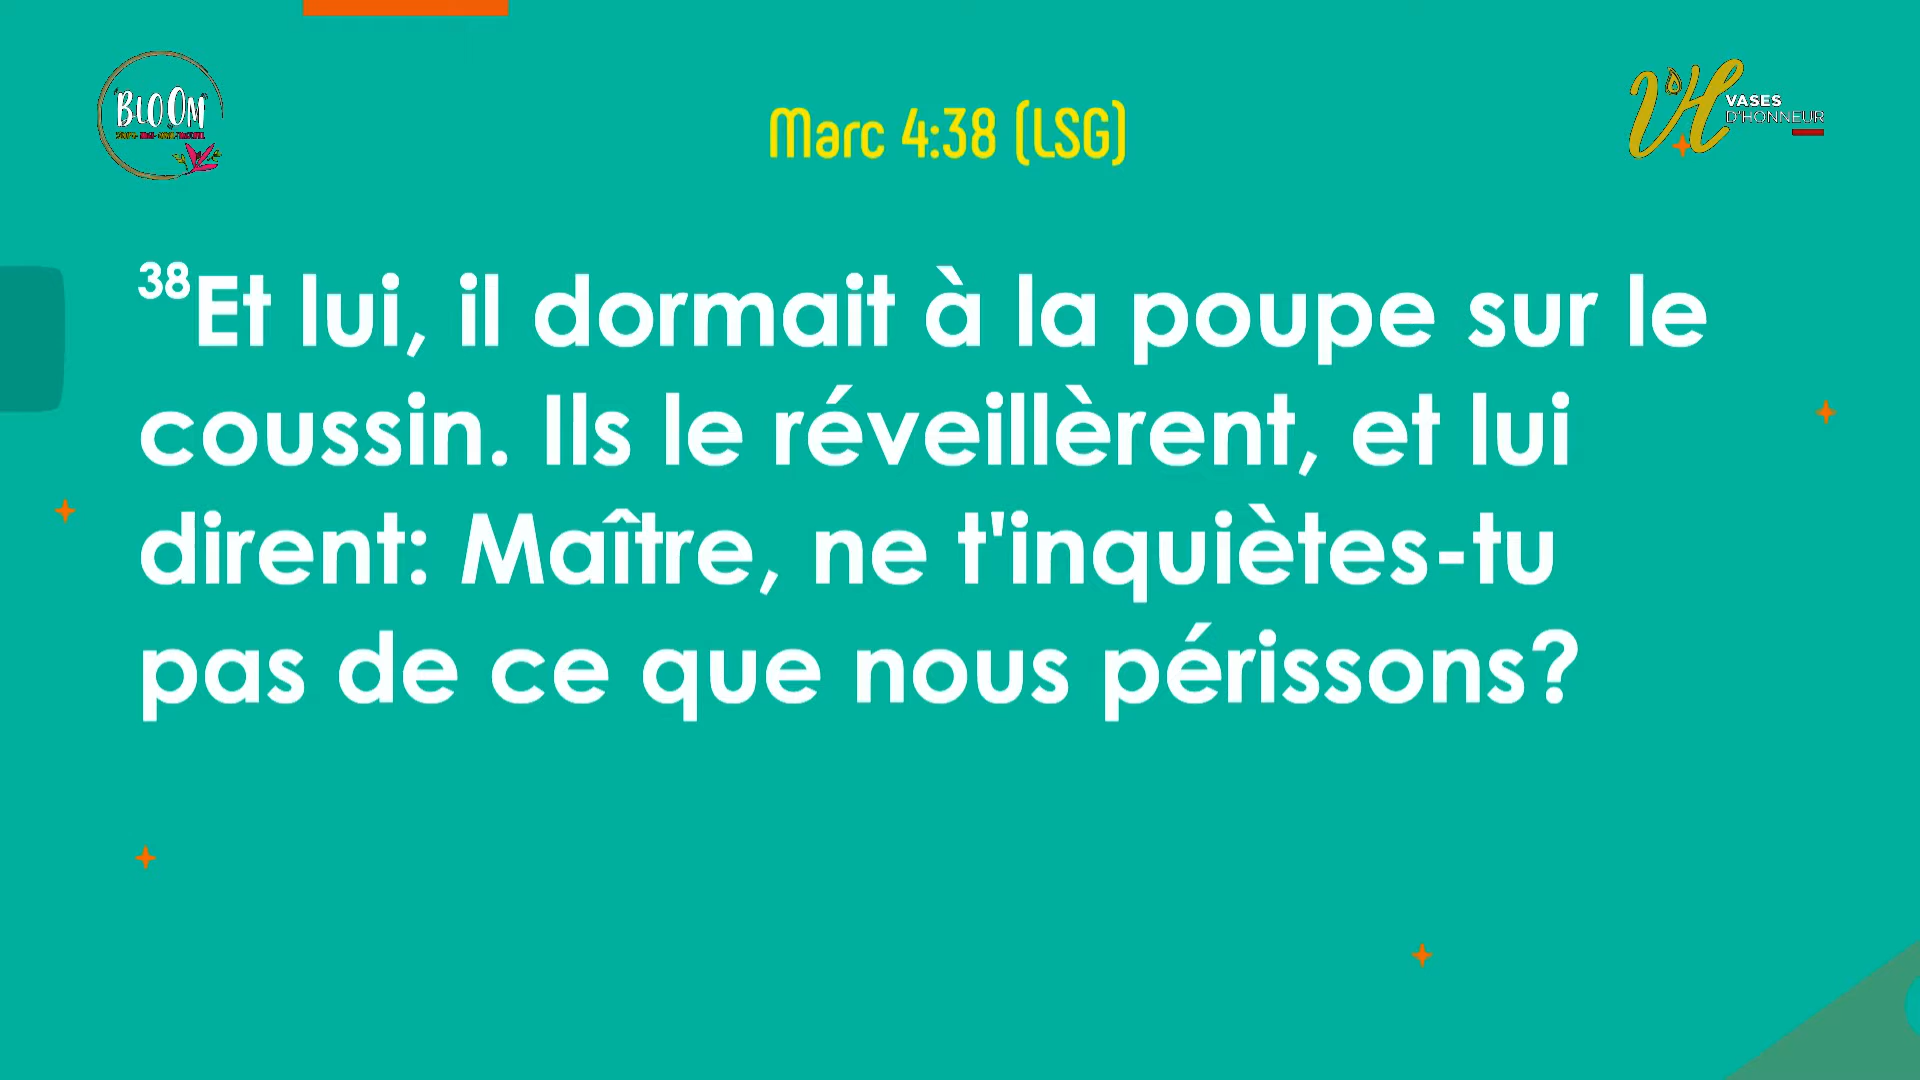 BLOOM
VASES
D'HONNEUR
Marc 4:38 (LSG)
38Et lui, il dormait à la poupe sur le
coussin. Ils le réveillèrent, et lui
dirent: Maître, ne t'inquiètes-tu
pas de ce que nous périssons?